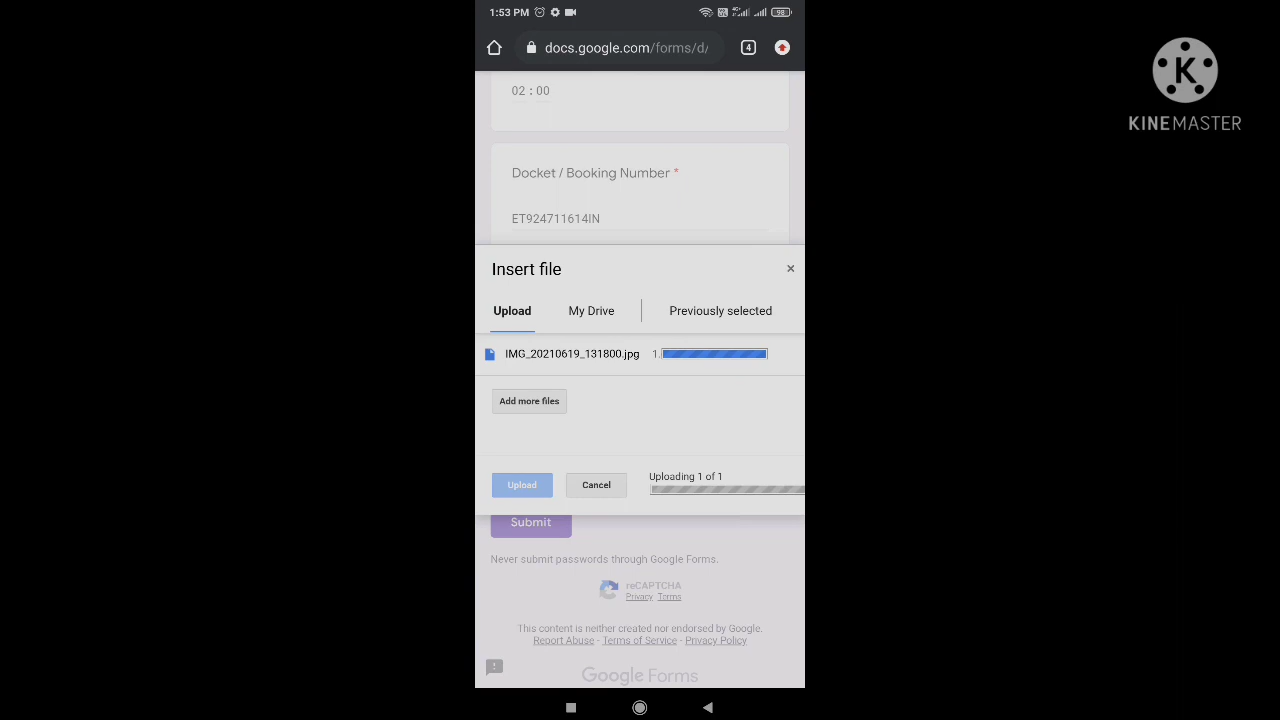 1:53 PM
4G+
98
docs.google.com/forms/d/
4
02 : 00
Docket / Booking Number *
ET924711614IN
Insert file
×
Upload
My Drive
Previously selected
IMG_20210619_131800.jpg
1.
Add more files
Upload
Cancel
Uploading 1 of 1
Submit
Never submit passwords through Google Forms.
reCAPTCHA
Privacy Terms
This content is neither created nor endorsed by Google.
Report Abuse - Terms of Service - Privacy Policy
Google Forms
K
KINEMASTER